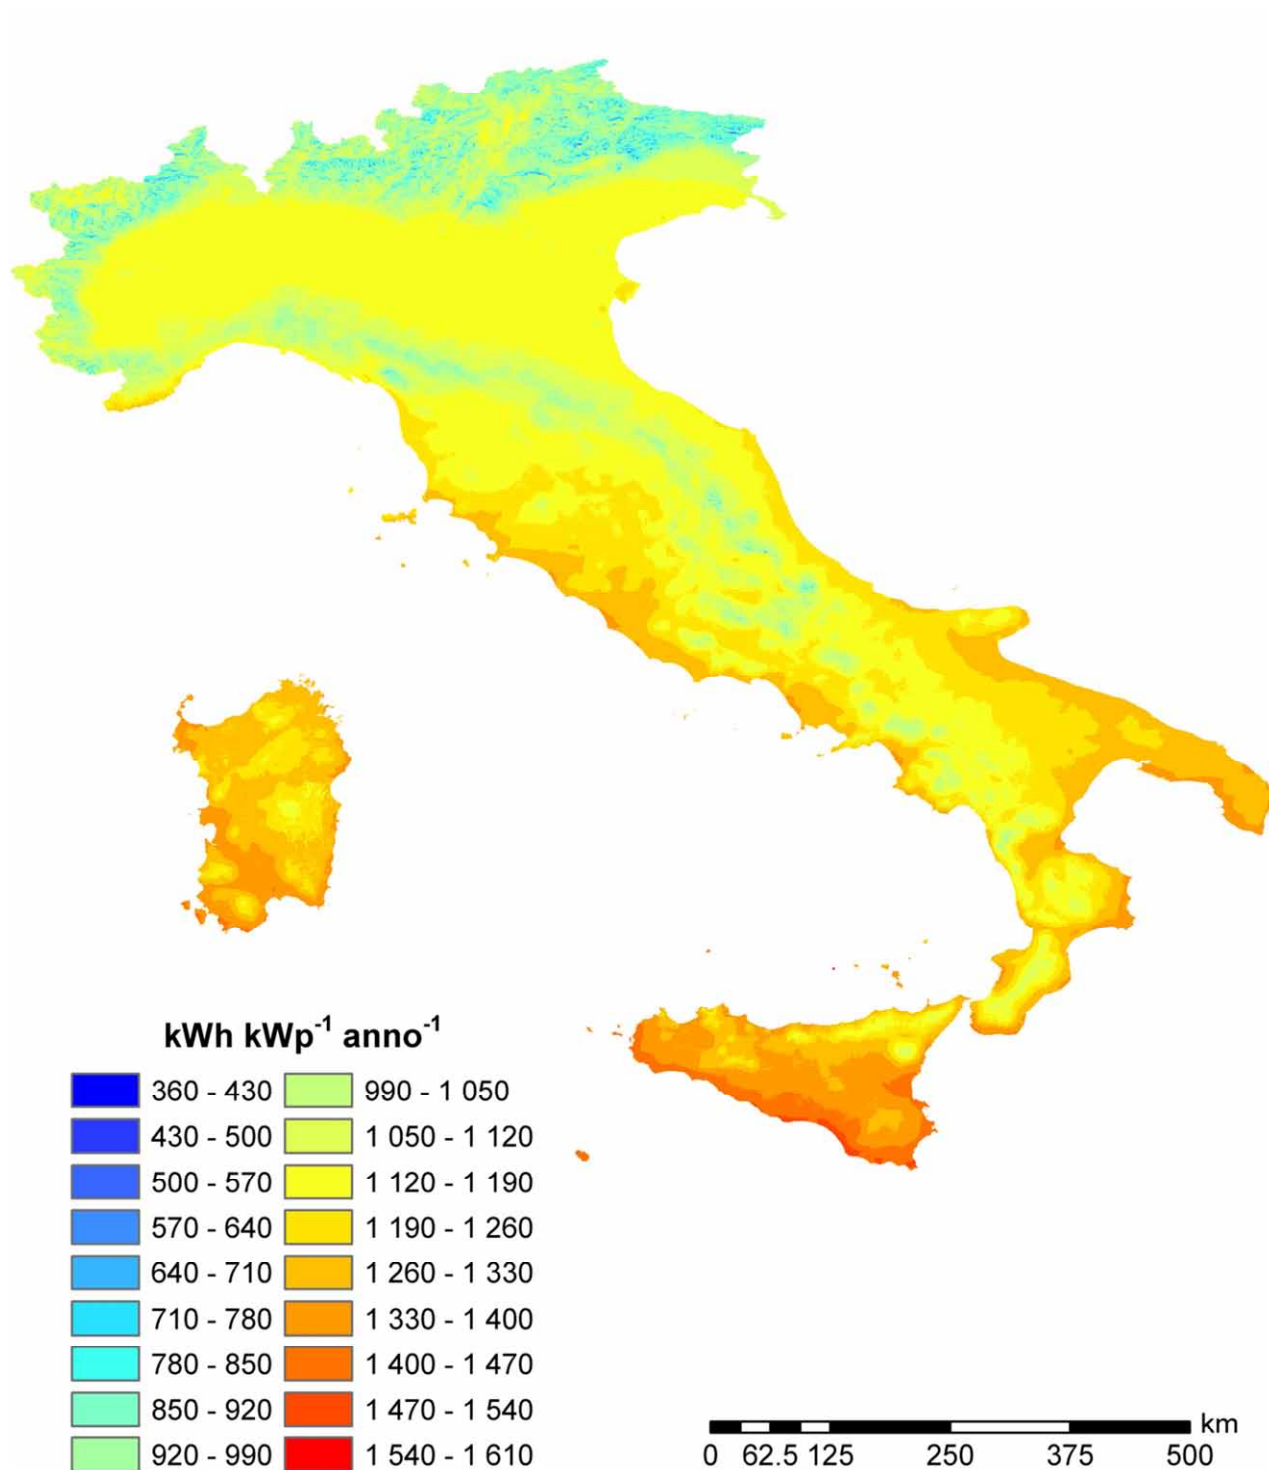 kWh kWp-1 anno-1
360 - 430 990 - 1 050
430 - 500 1 050 - 1 120
500 - 570 1 120 - 1 190
570 - 640 1 190 - 1 260
640 - 710 1 260 - 1 330
710 - 780 1 330 - 1 400
780 - 850 1 400 - 1 470
850 - 920 1 470 - 1 540
920 - 990 1 540 - 1 610
km
0 62.5 125 250 375 500